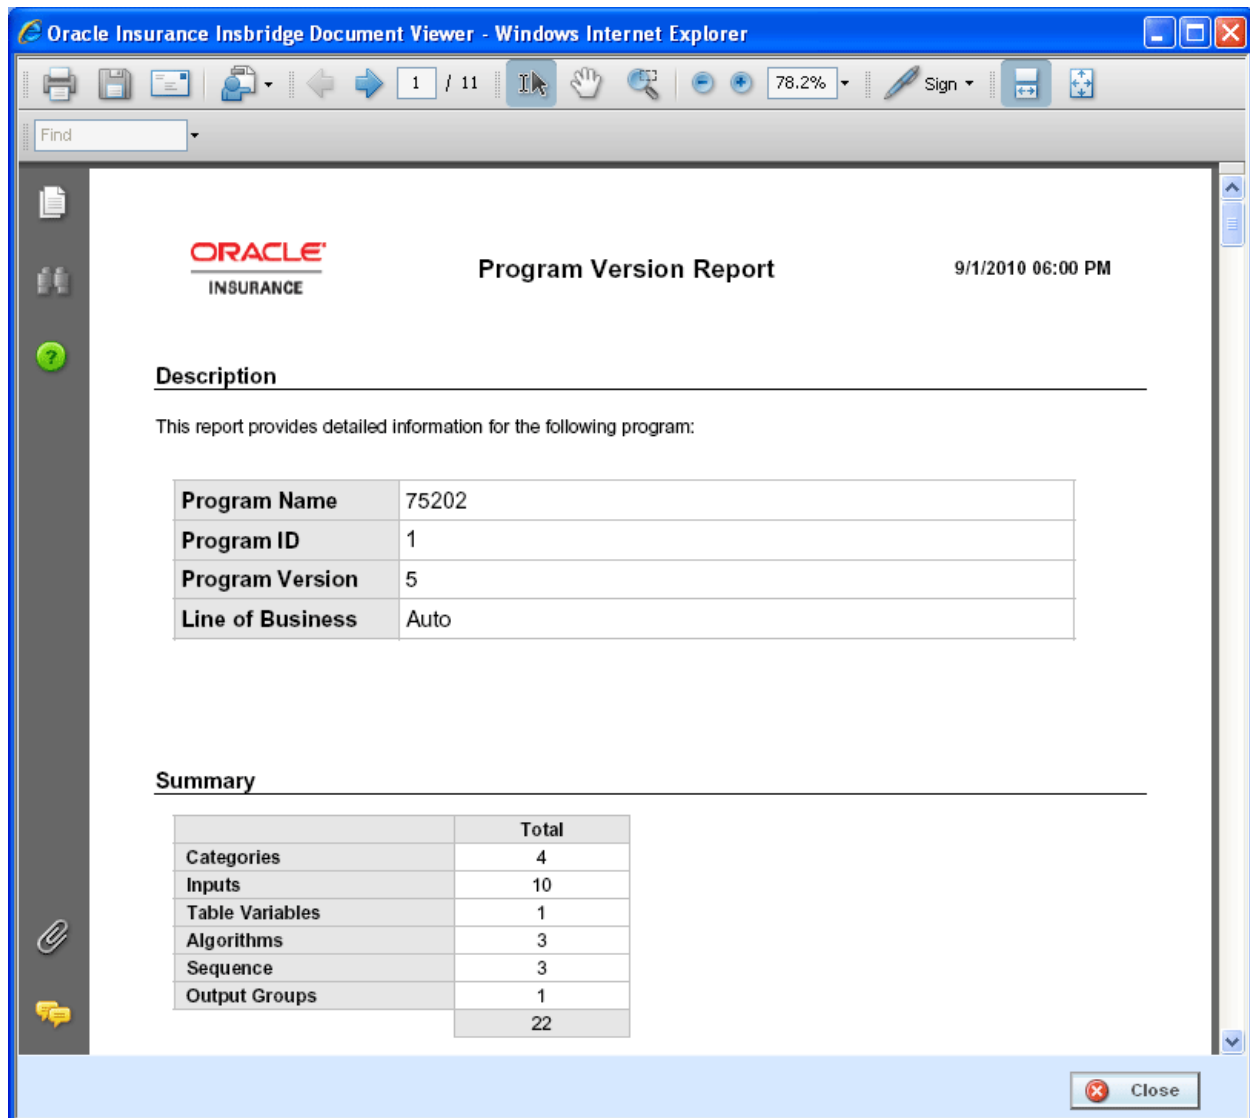 Oracle Insurance Insbridge Document Viewer - Windows Internet Explorer
1 / 11 78.2% Sign
Find
ORACLE
INSURANCE
Program Version Report
9/1/2010 06:00 PM
Description
This report provides detailed information for the following program:
Program Name 75202
Program ID 1
Program Version 5
Line of Business Auto
Summary
Total
Categories 4
Inputs 10
Table Variables 1
Algorithms 3
Sequence 3
Output Groups 1
22
Close